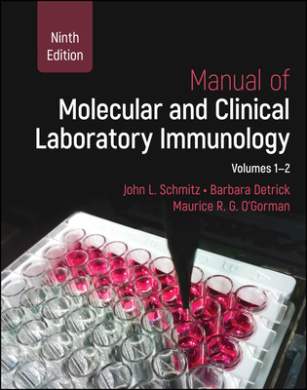 Ninth
Edition
Manual of
Molecular and Clinical
Laboratory Immunology
Volumes 1–2
John L. Schmitz • Barbara Detrick
Maurice R. G. O'Gorman